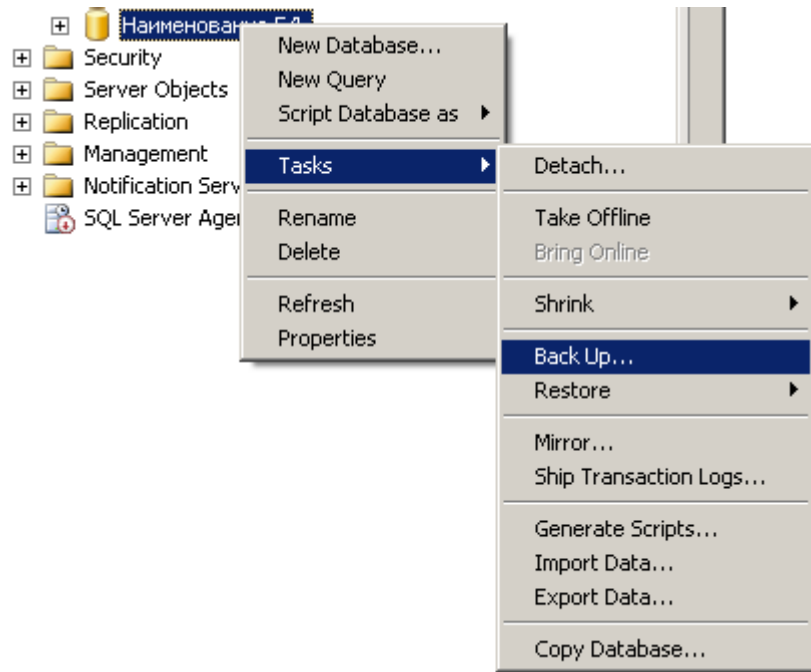 Наименование БД
Security
Server Objects
Replication
Management
Notification Serv
SQL Server Agen
New Database...
New Query
Script Database as
Tasks
Rename
Delete
Refresh
Properties
Detach...
Take Offline
Bring Online
Shrink
Back Up...
Restore
Mirror...
Ship Transaction Logs...
Generate Scripts...
Import Data...
Export Data...
Copy Database...